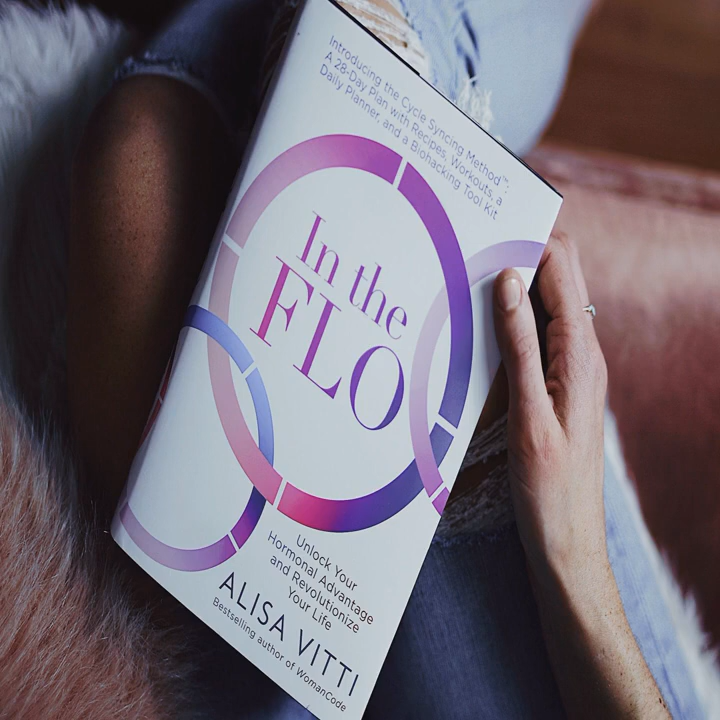 Introducing the Cycle Syncing Method™:
A 28-Day Plan with Recipes, Workouts, a
Daily Planner, and a Biohacking Tool Kit
In the
FLO
Unlock Your
Hormonal Advantage
and Revolutionize
Your Life
ALISA VITTI
Bestselling author of WomanCode